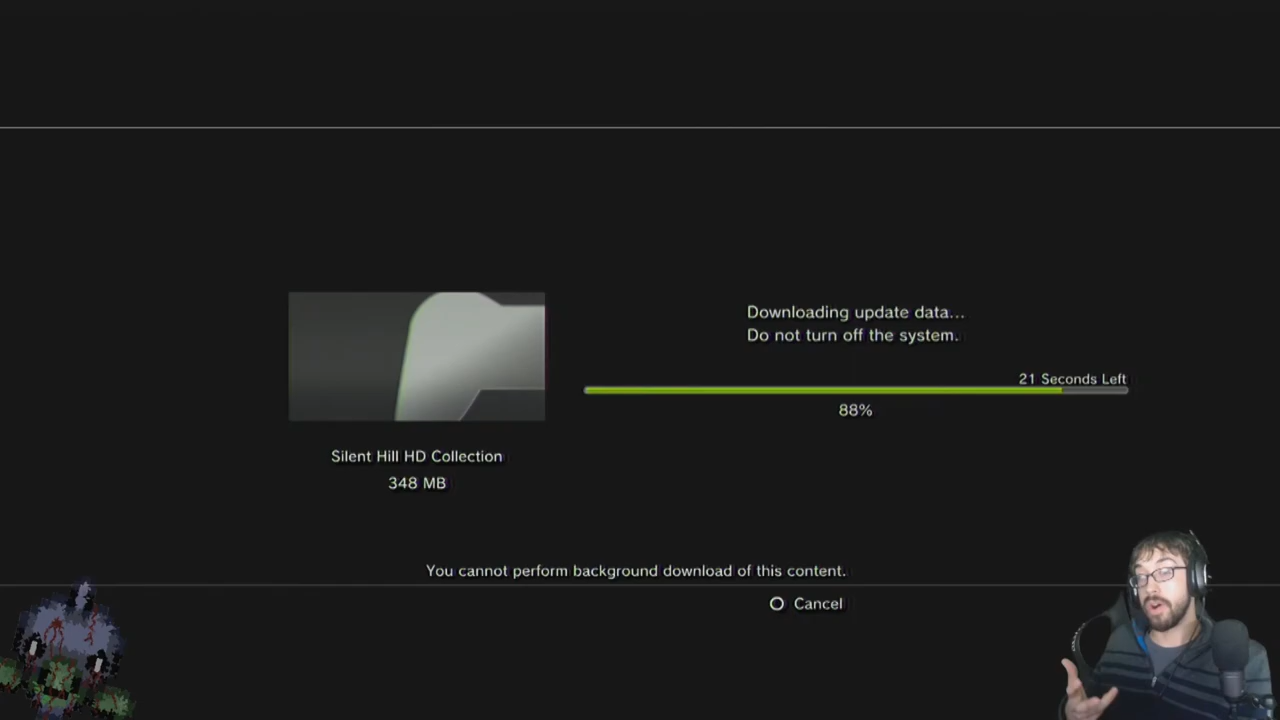 Downloading update data...
Do not turn off the system.
21 Seconds Left
88%
Silent Hill HD Collection
348 MB
You cannot perform background download of this content.
Cancel